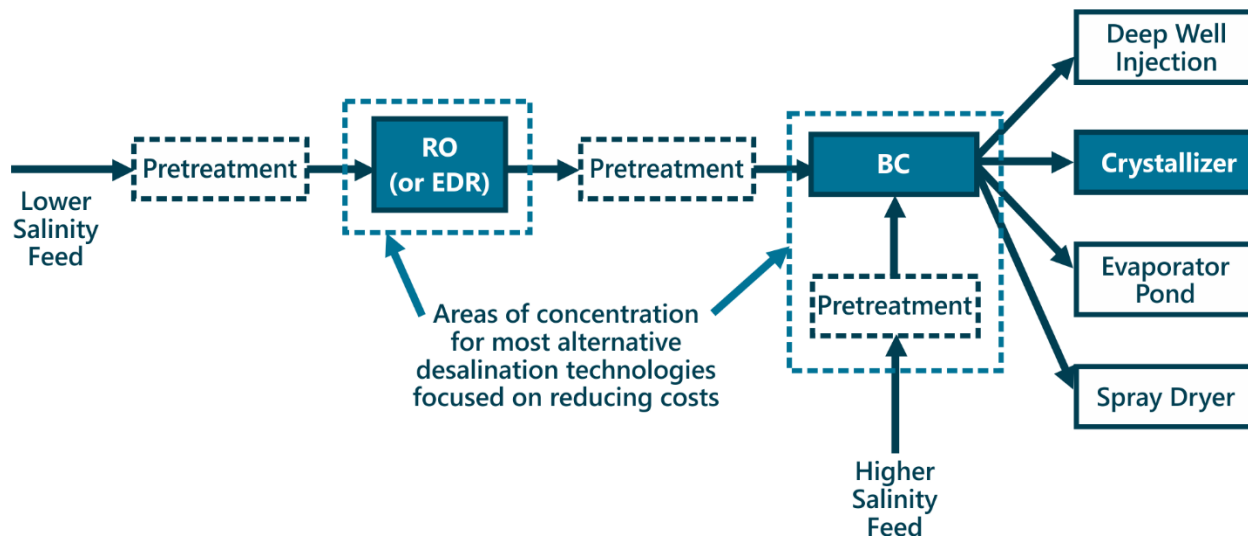 Lower
Salinity
Feed
Pretreatment
RO
(or EDR)
Pretreatment
BC
Pretreatment
Higher
Salinity
Feed
Areas of concentration
for most alternative
desalination technologies
focused on reducing costs
Deep Well
Injection
Crystallizer
Evaporator
Pond
Spray Dryer